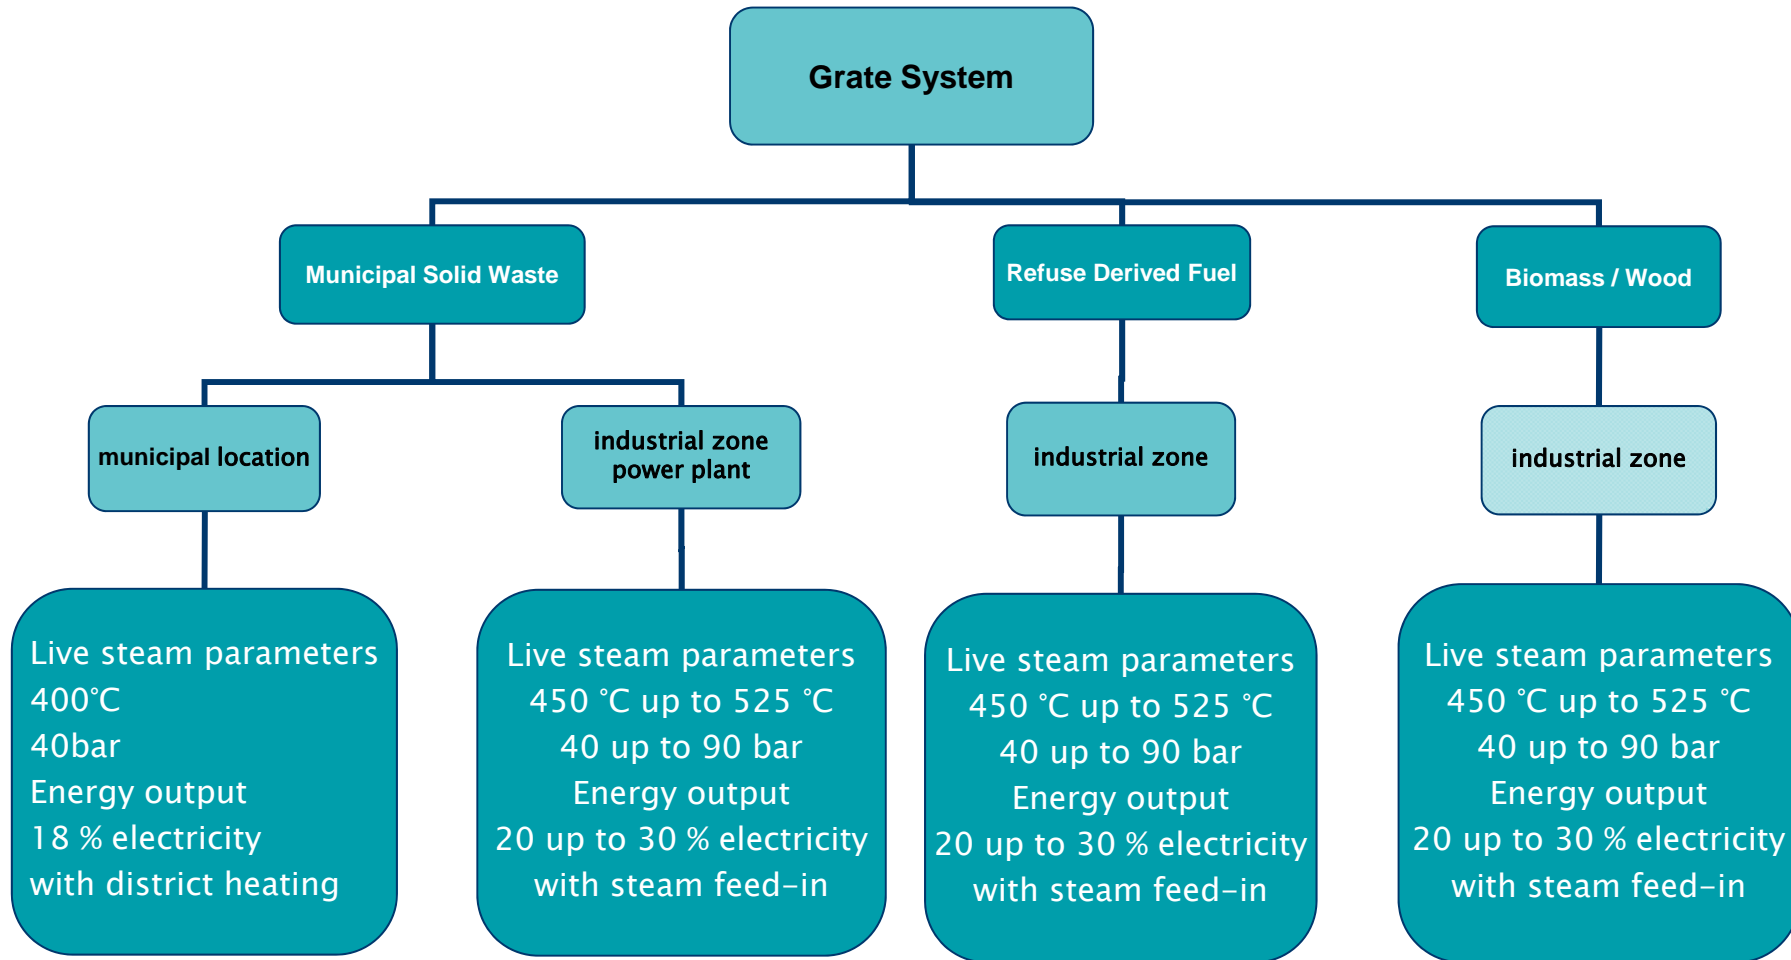 Grate System
Municipal Solid Waste
Refuse Derived Fuel
Biomass / Wood
municipal location
industrial zone
power plant
industrial zone
industrial zone
Live steam parameters
400°C
40bar
Energy output
18 % electricity
with district heating
Live steam parameters
450 °C up to 525 °C
40 up to 90 bar
Energy output
20 up to 30 % electricity
with steam feed-in
Live steam parameters
450 °C up to 525 °C
40 up to 90 bar
Energy output
20 up to 30 % electricity
with steam feed-in
Live steam parameters
450 °C up to 525 °C
40 up to 90 bar
Energy output
20 up to 30 % electricity
with steam feed-in